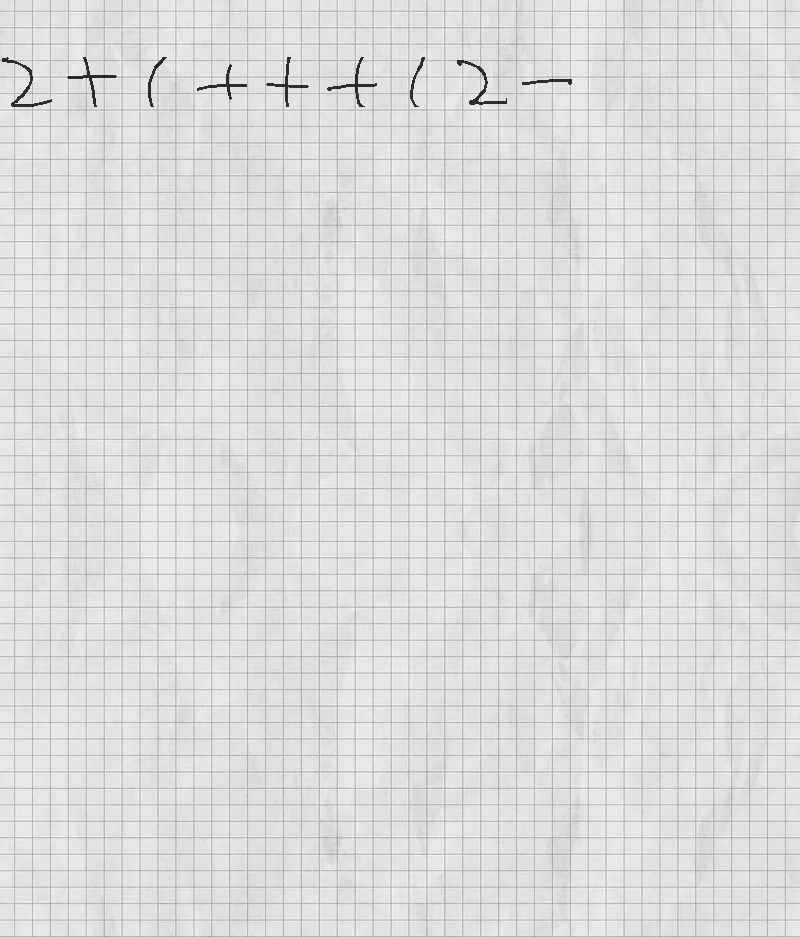 2 + ( + + + ( 2 -